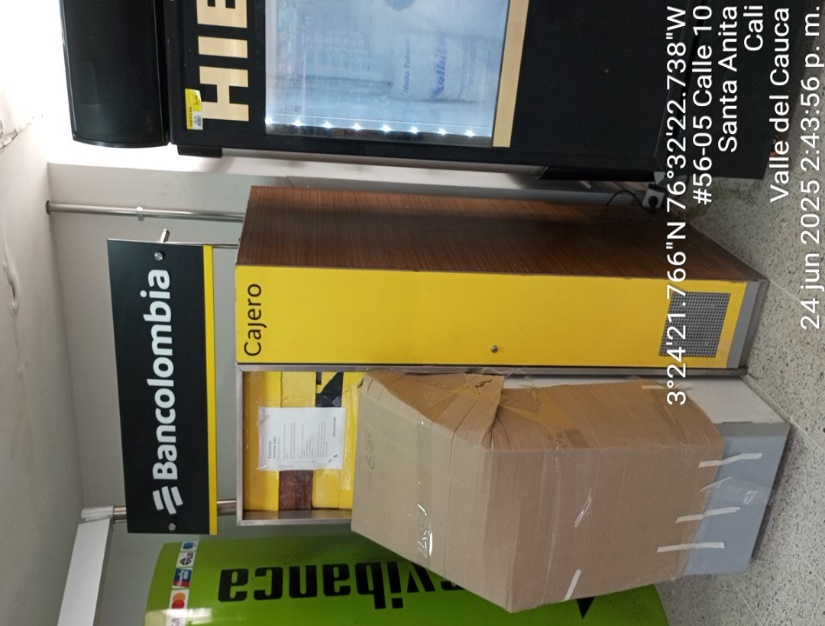 Bancolombia
Cajero
HIE
vibanca
3°24'21.766"N 76°32'22.738"W
#56-05 Calle 10
Santa Anita
Cali
Valle del Cauca
24 jun 2025 2:43:56 p. m.